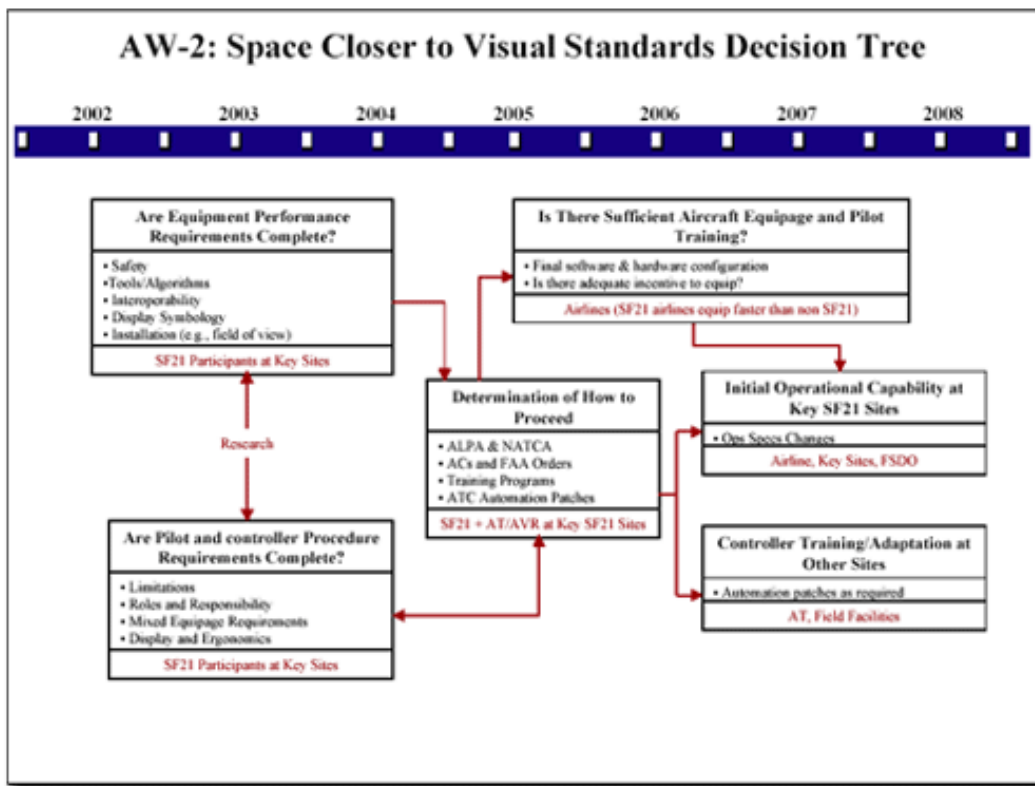 AW-2: Space Closer to Visual Standards Decision Tree
2002 2003 2004 2005 2006 2007 2008
Are Equipment Performance
Requirements Complete?
• Safety
•Tools/Algorithms
• Interoperability
• Display Symbology
• Installation (e.g., field of view)
SF21 Participants at Key Sites
Research
Are Pilot and controller Procedure
Requirements Complete?
• Limitations
• Roles and Responsibility
• Mixed Equipage Requirements
• Display and Ergonomics
SF21 Participants at Key Sites
Determination of How to
Proceed
• ALPA & NATCA
• ACs and FAA Orders
• Training Programs
• ATC Automation Patches
SF21 + AT/AVR at Key SF21 Sites
Is There Sufficient Aircraft Equipage and Pilot
Training?
• Final software & hardware configuration
• Is there adequate incentive to equip?
Airlines (SF21 airlines equip faster than non SF21)
Initial Operational Capability at
Key SF21 Sites
• Ops Specs Changes
Airline, Key Sites, FSDO
Controller Training/Adaptation at
Other Sites
• Automation patches as required
AT, Field Facilities